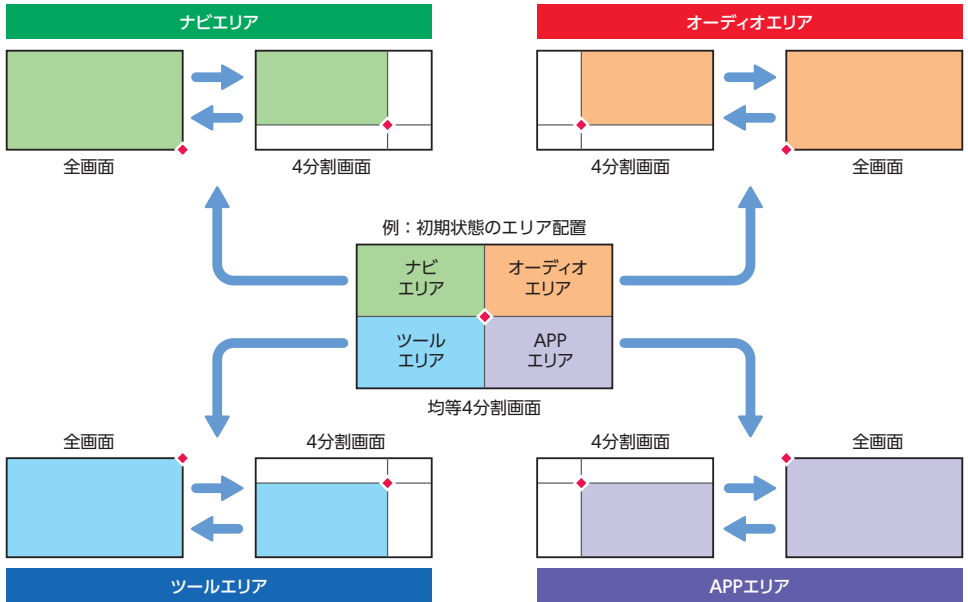 ナビエリア
オーディオエリア
全画面
4分割画面
4分割画面
全画面
例：初期状態のエリア配置
ナビ
エリア
オーディオ
エリア
ツール
エリア
APP
エリア
均等4分割画面
全画面
4分割画面
4分割画面
全画面
ツールエリア
APPエリア